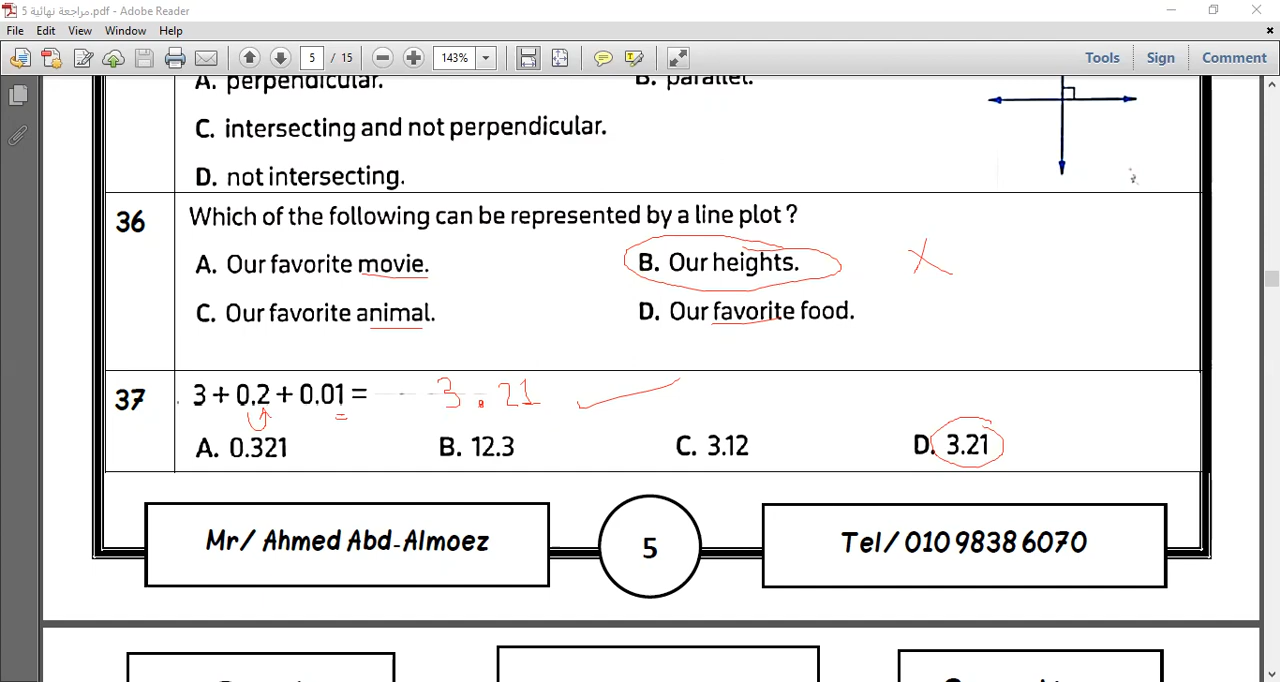 مراجعة نهائية 5.pdf - Adobe Reader
File Edit View Window Help
5 / 15 143% Tools Sign Comment
A. perpendicular. B. parallel.
C. intersecting and not perpendicular.
D. not intersecting.
36 Which of the following can be represented by a line plot ?
A. Our favorite movie. B. Our heights.
C. Our favorite animal. D. Our favorite food.
37 3 + 0.2 + 0.01 = 3.21
A. 0.321 B. 12.3 C. 3.12 D. 3.21
Mr/ Ahmed Abd-Almoez 5 Tel/ 010 9838 6070